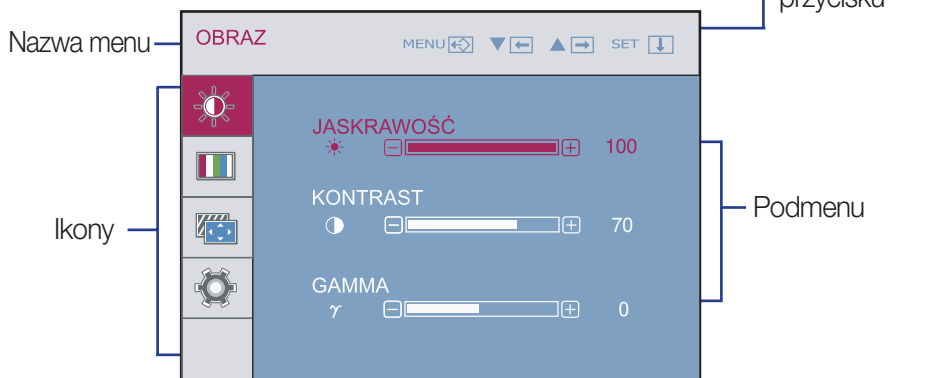 przycisku
Nazwa menu
OBRAZ
MENU SET
JASKRAWOŚĆ
100
KONTRAST
70
Podmenu
Ikony
GAMMA
γ 0